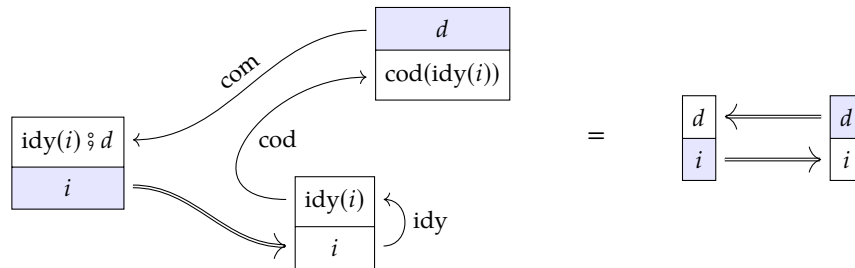 d
cod(idy(i))
com
idy(i) ⨟ d
i
cod
idy(i)
i
idy
=
d
i
d
i